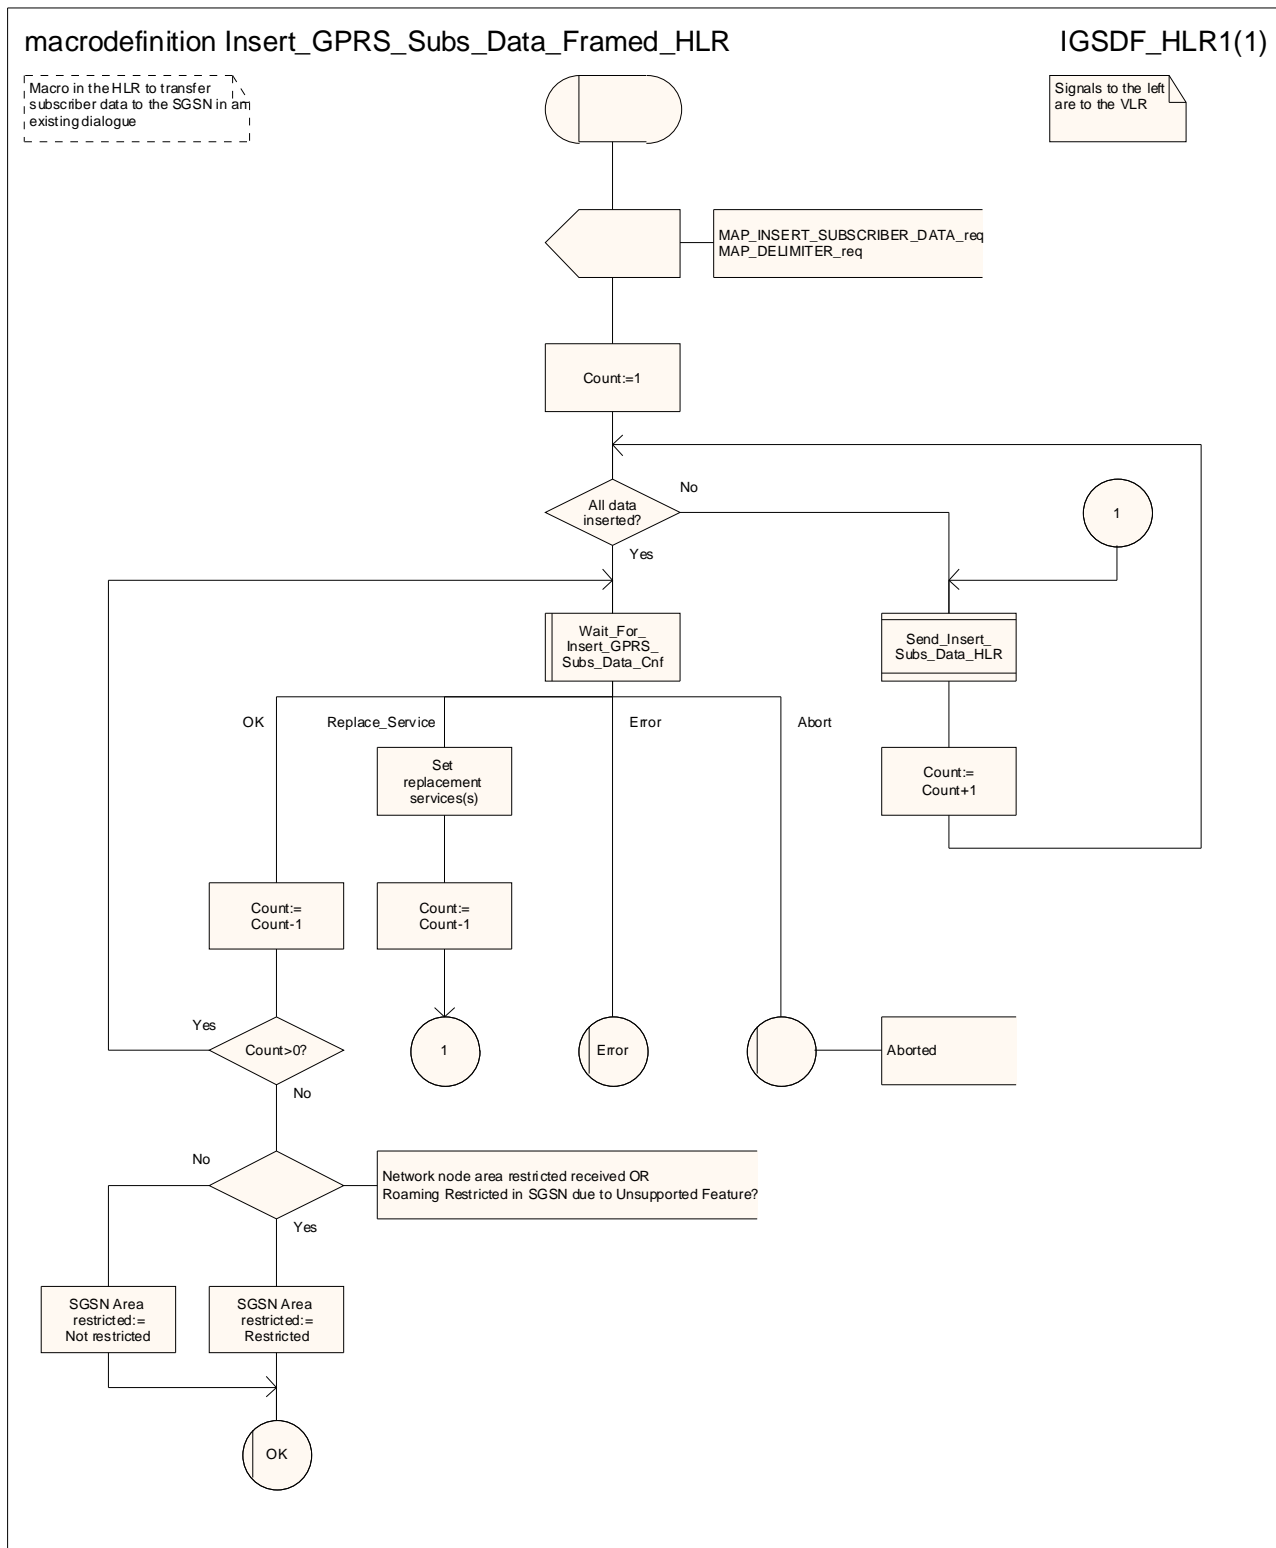 macrodefinition Insert_GPRS_Subs_Data_Framed_HLR
IGSDF_HLR1(1)
Macro in the HLR to transfer
subscriber data to the SGSN in an
existing dialogue
Signals to the left
are to the VLR
MAP_INSERT_SUBSCRIBER_DATA_req
MAP_DELIMITER_req
Count:=1
No
All data
inserted?
1
Yes
Wait_For_
Insert_GPRS_
Subs_Data_Cnf
Send_Insert_
Subs_Data_HLR
OK
Replace_Service
Error
Abort
Set
replacement
services(s)
Count:=
Count+1
Count:=
Count-1
Count:=
Count-1
Yes
Count>0?
1
Error
Aborted
No
No
Network node area restricted received OR
Roaming Restricted in SGSN due to Unsupported Feature?
Yes
SGSN Area
restricted:=
Not restricted
SGSN Area
restricted:=
Restricted
OK